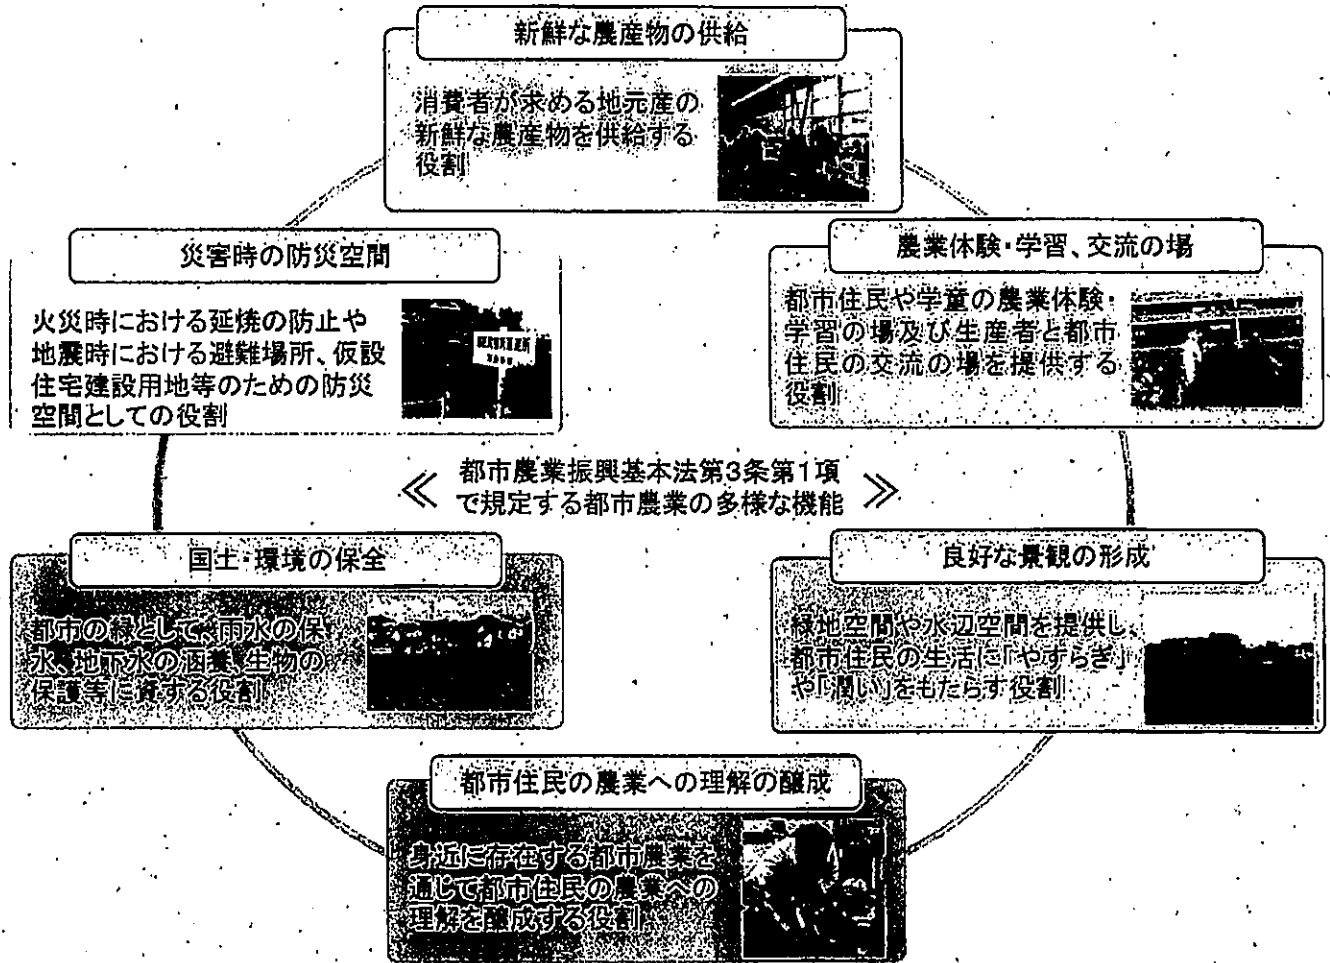 新鮮な農産物の供給
消費者が求める地元産の
新鮮な農産物を供給する
役割
災害時の防災空間
火災時における延焼の防止や
地震時における避難場所、仮設
住宅建設用地等のための防災
空間としての役割
農業体験・学習、交流の場
都市住民や学童の農業体験・
学習の場及び生産者と都市
住民の交流の場を提供する
役割
都市農業振興基本法第3条第1項
で規定する都市農業の多様な機能
国土・環境の保全
都市の緑として、雨水の保
水、地下水の涵養、生物の
保護等に資する役割
良好な景観の形成
緑地空間や水辺空間を提供し、
都市住民の生活に「やすらぎ」
や「潤い」をもたらす役割
都市住民の農業への理解の醸成
身近に存在する都市農業を
通じて都市住民の農業への
理解を醸成する役割